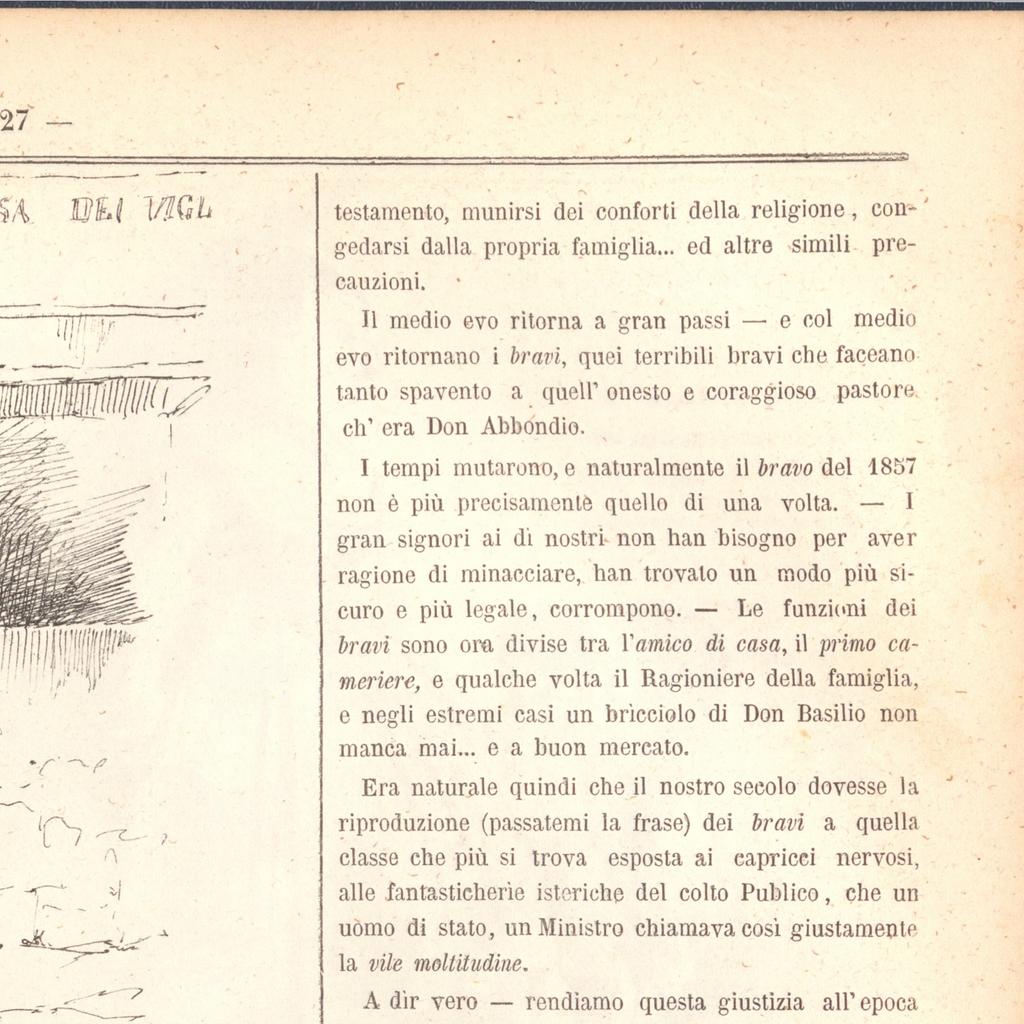 27 —
SA DEI VIGL
testamento, munirsi dei conforti della religione, con-
gedarsi dalla propria famiglia... ed altre simili pre-
cauzioni.
Il medio evo ritorna a gran passi — e col medio
evo ritornano i bravi, quei terribili bravi che faceano
tanto spavento a quell' onesto e coraggioso pastore
ch' era Don Abbondio.
I tempi mutarono, e naturalmente il bravo del 1857
non è più precisamente quello di una volta. — I
gran signori ai dì nostri non han bisogno per aver
ragione di minacciare, han trovato un modo più si-
curo e più legale, corrompono. — Le funzioni dei
bravi sono ora divise tra l'amico di casa, il primo ca-
meriere, e qualche volta il Ragioniere della famiglia,
e negli estremi casi un bricciolo di Don Basilio non
manca mai... e a buon mercato.
Era naturale quindi che il nostro secolo dovesse la
riproduzione (passatemi la frase) dei bravi a quella
classe che più si trova esposta ai capricci nervosi,
alle fantasticherie isteriche del colto Publico, che un
uomo di stato, un Ministro chiamava così giustamente
la vile moltitudine.
A dir vero — rendiamo questa giustizia all' epoca